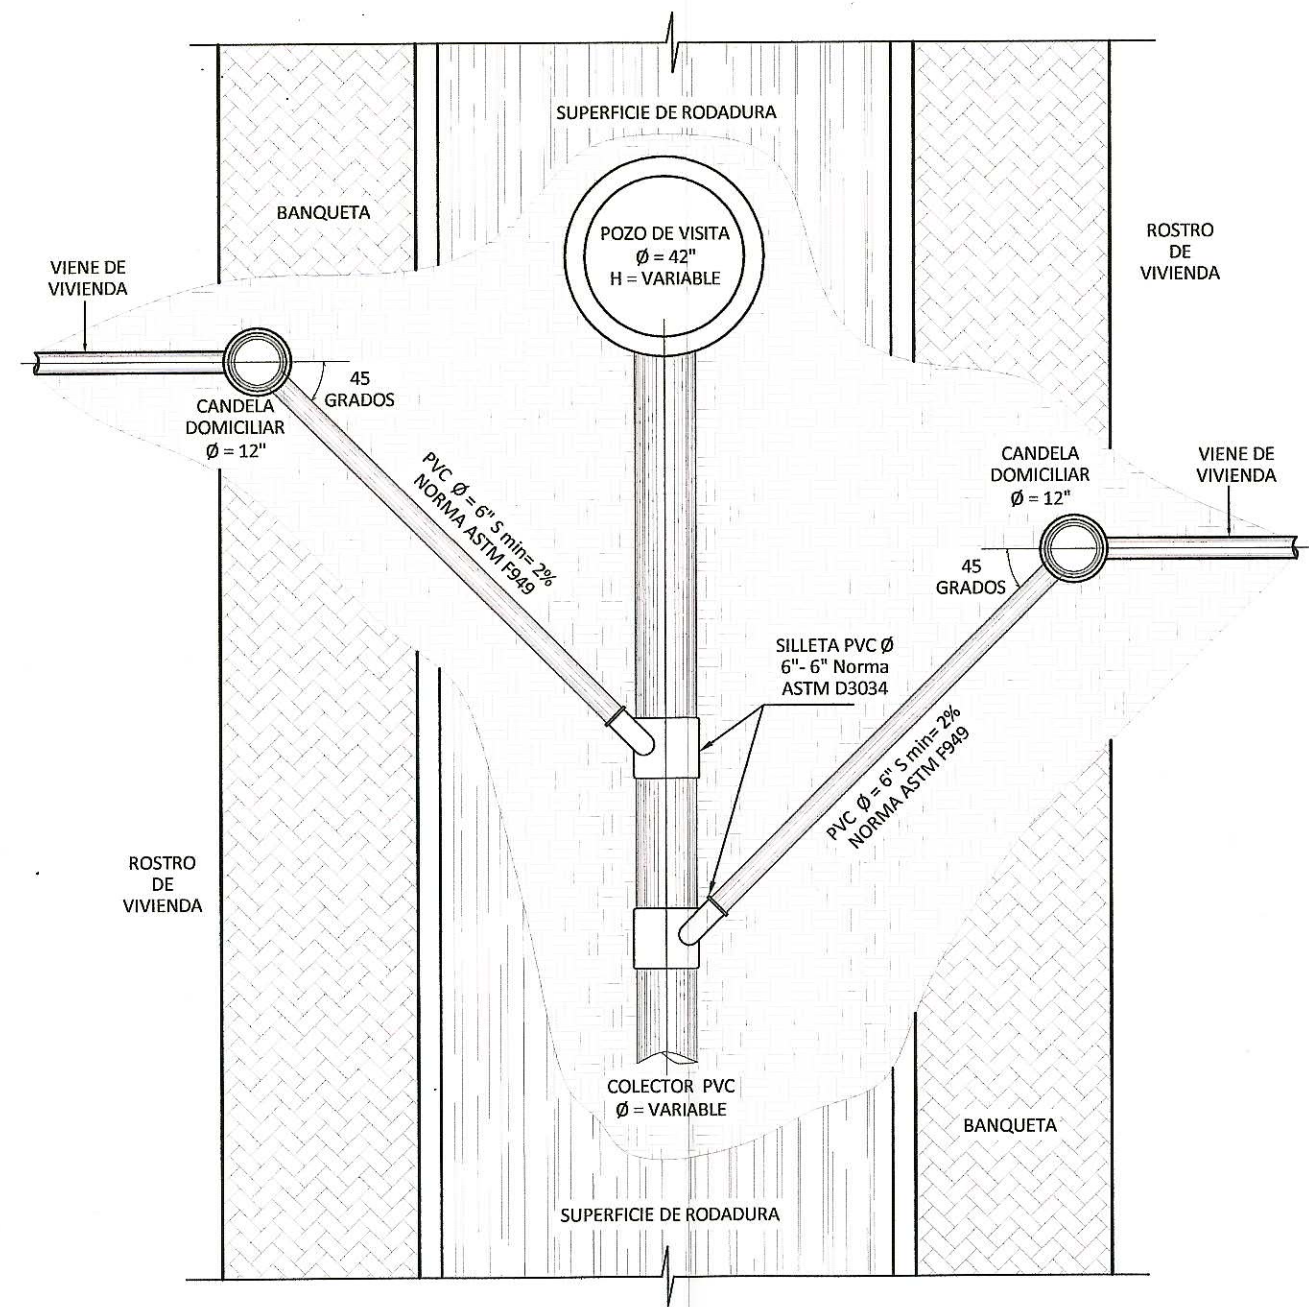 SUPERFICIE DE RODADURA
BANQUETA
POZO DE VISITA
Ø = 42"
H = VARIABLE
ROSTRO
DE
VIVIENDA
VIENE DE
VIVIENDA
45
GRADOS
CANDELA
DOMICILIAR
Ø = 12"
PVC Ø = 6" S min= 2%
NORMA ASTM F949
CANDELA
DOMICILIAR
Ø = 12"
VIENE DE
VIVIENDA
45
GRADOS
SILLETA PVC Ø
6"- 6" Norma
ASTM D3034
PVC Ø = 6" S min= 2%
NORMA ASTM F949
ROSTRO
DE
VIVIENDA
COLECTOR PVC
Ø = VARIABLE
BANQUETA
SUPERFICIE DE RODADURA